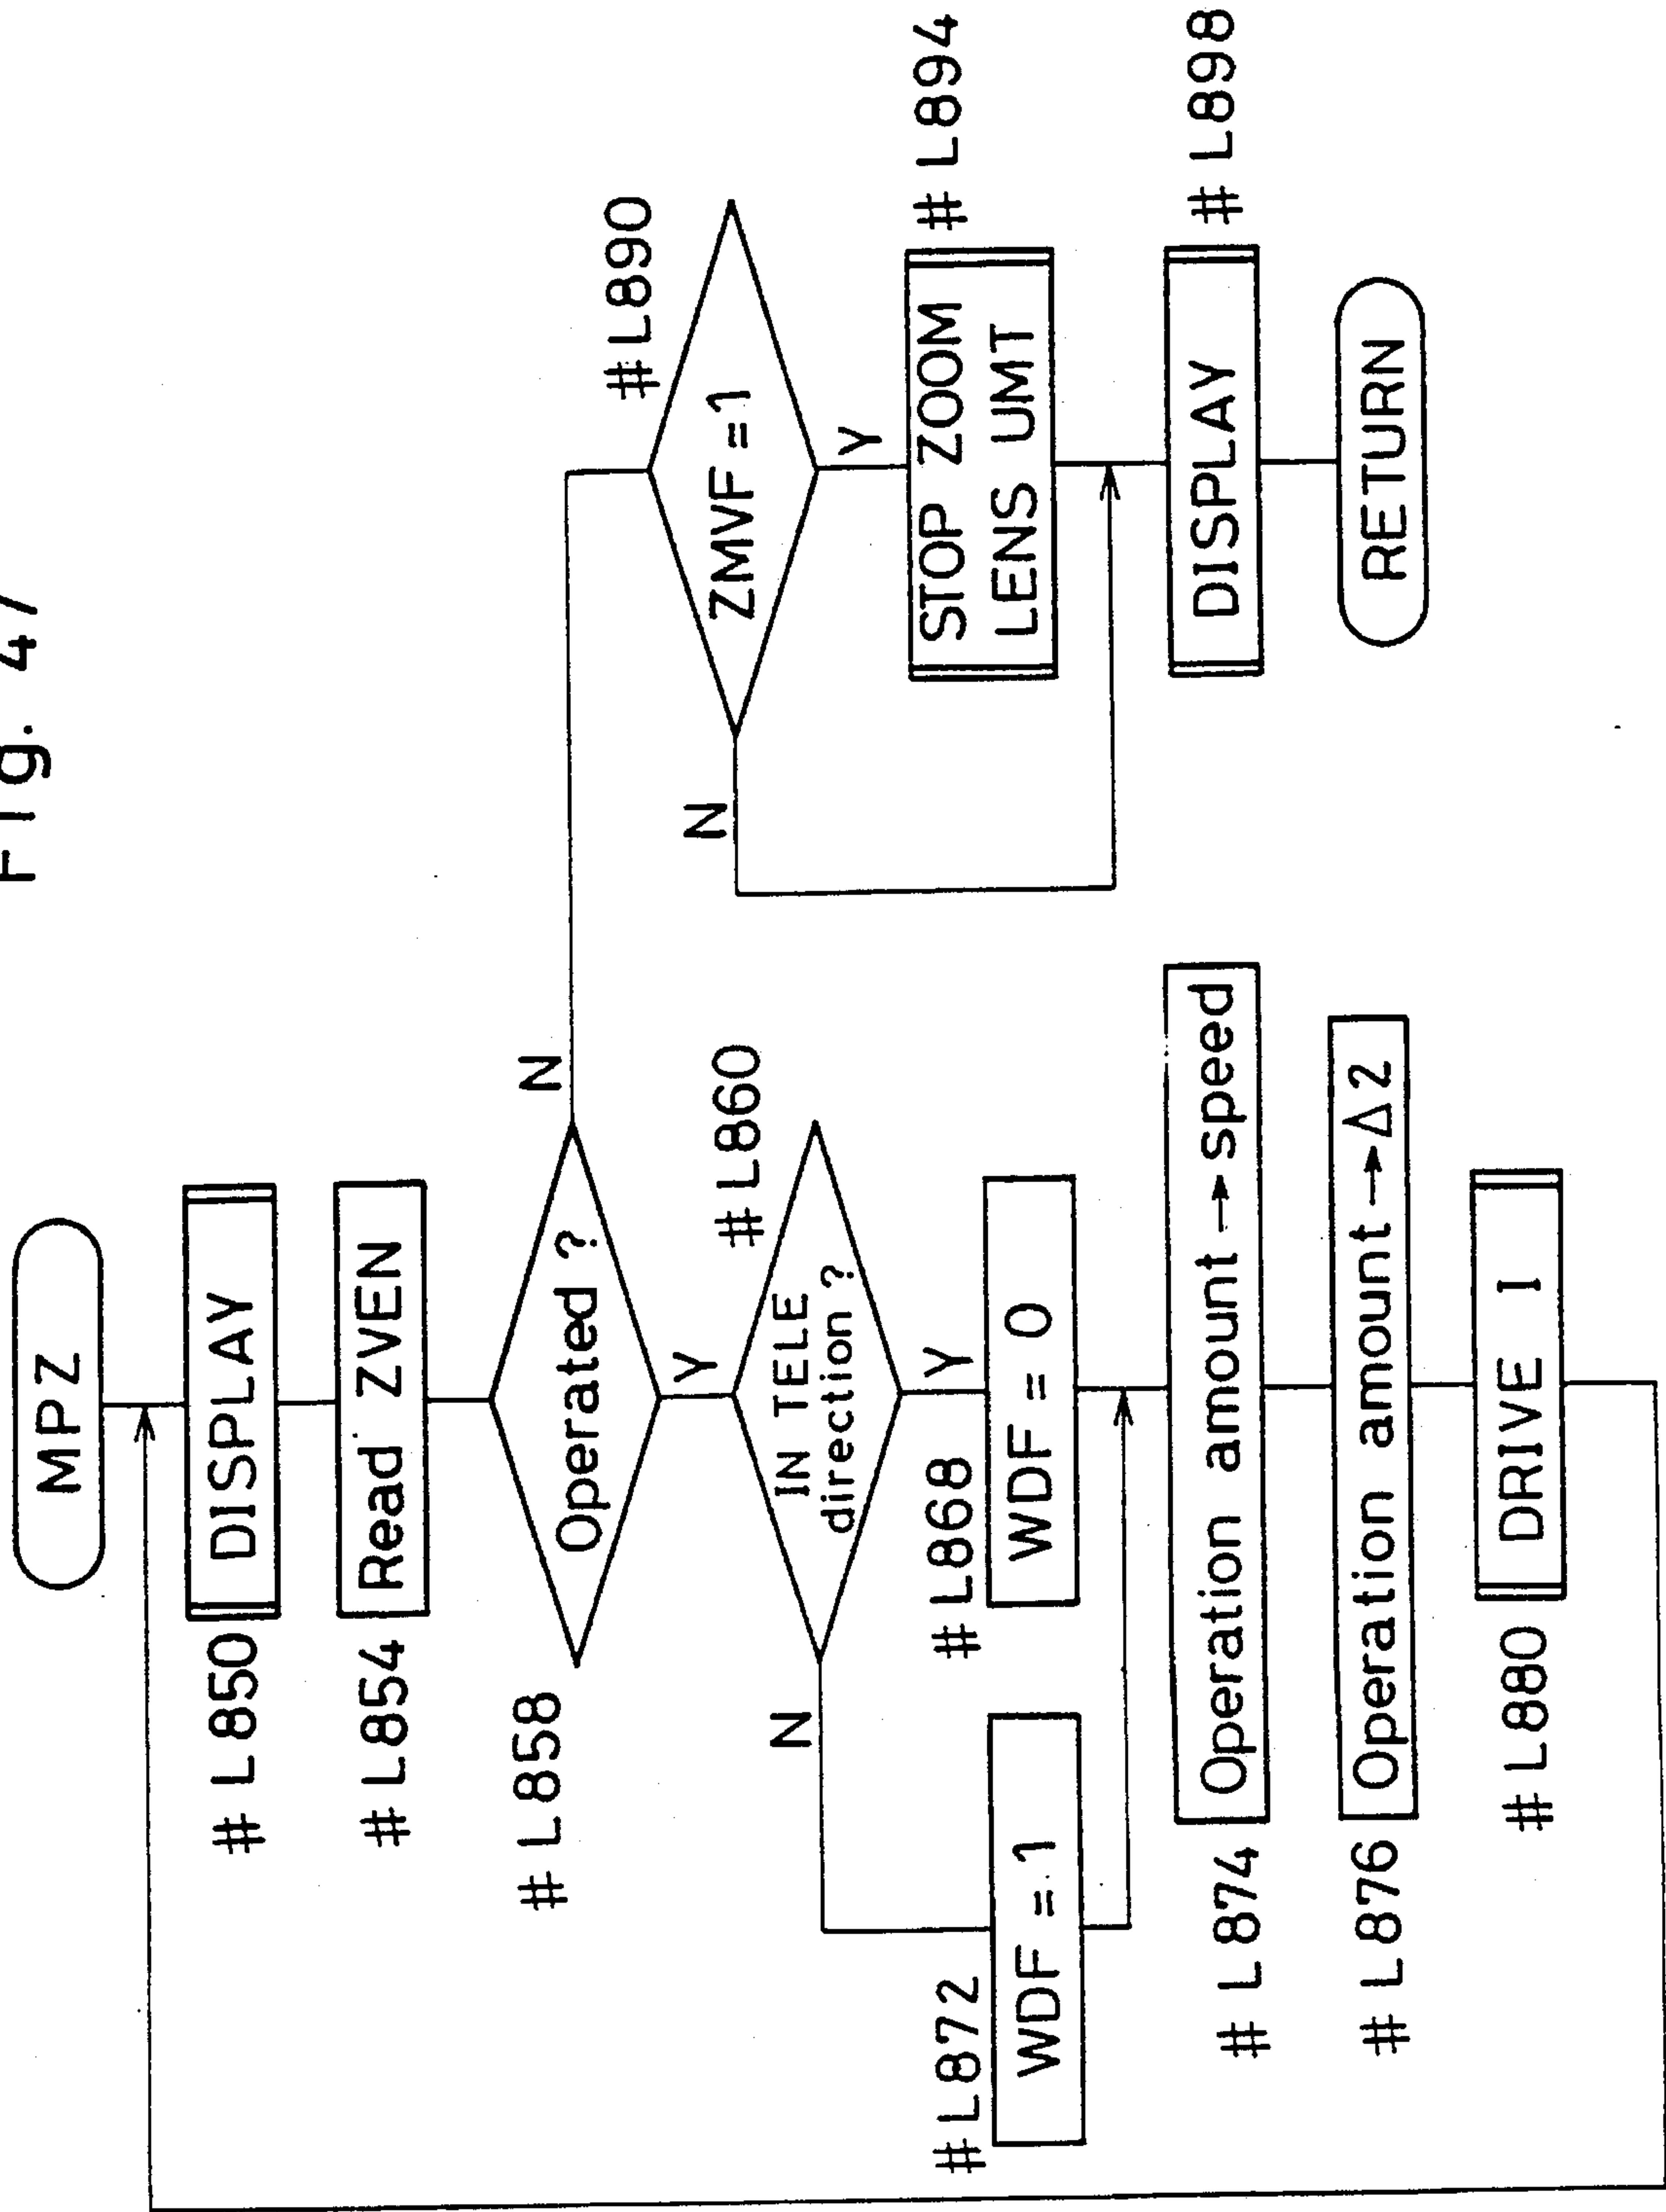 Fig. 47
MPZ
DISPLAY
# L850
Read ZVEN
# L854
Operated ?
# L858
N
Y
IN TELE
direction ?
# L860
N
Y
WDF = 0
# L868
WDF = 1
# L872
Operation amount→speed
# L874
Operation amount→Δ2
# L876
DRIVE I
# L880
ZMVF = 1
# L890
N
Y
STOP ZOOM
LENS UMT
# L894
DISPLAY
# L898
RETURN